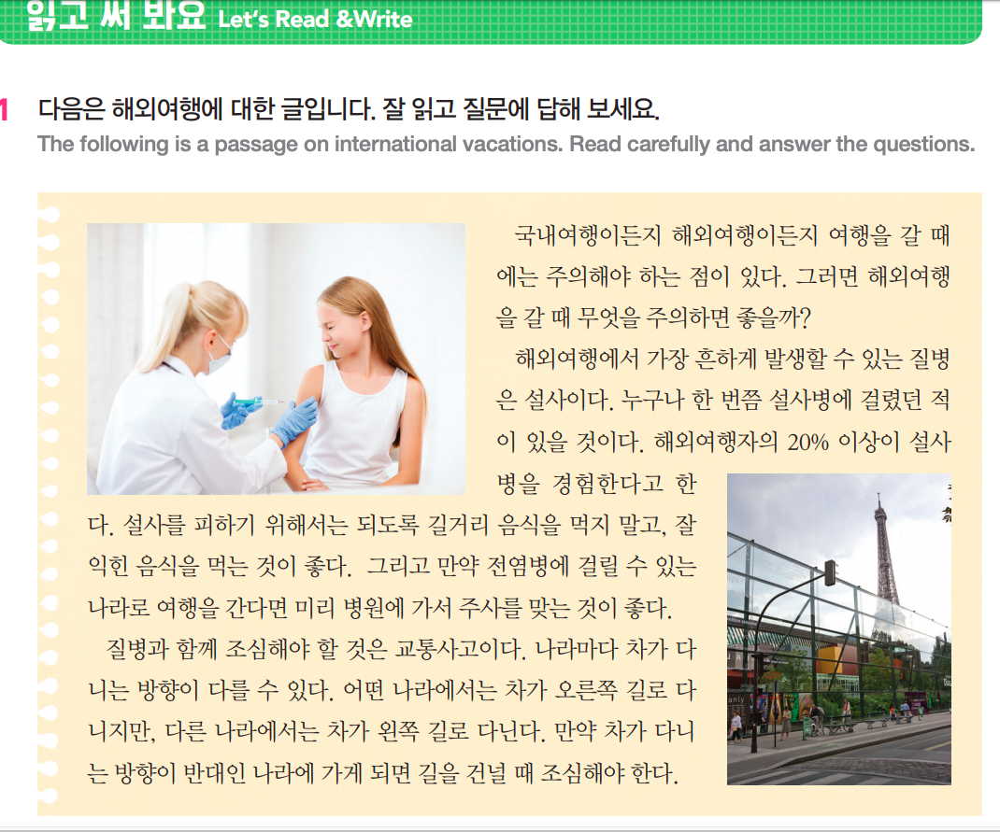 읽고 써 봐요 Let's Read &Write
1 다음은 해외여행에 대한 글입니다. 잘 읽고 질문에 답해 보세요.
The following is a passage on international vacations. Read carefully and answer the questions.
국내여행이든지 해외여행이든지 여행을 갈 때
에는 주의해야 하는 점이 있다. 그러면 해외여행
을 갈 때 무엇을 주의하면 좋을까?
해외여행에서 가장 흔하게 발생할 수 있는 질병
은 설사이다. 누구나 한 번쯤 설사병에 걸렸던 적
이 있을 것이다. 해외여행자의 20% 이상이 설사
병을 경험한다고 한
다. 설사를 피하기 위해서는 되도록 길거리 음식을 먹지 말고, 잘
익힌 음식을 먹는 것이 좋다. 그리고 만약 전염병에 걸릴 수 있는
나라로 여행을 간다면 미리 병원에 가서 주사를 맞는 것이 좋다.
질병과 함께 조심해야 할 것은 교통사고이다. 나라마다 차가 다
니는 방향이 다를 수 있다. 어떤 나라에서는 차가 오른쪽 길로 다
니지만, 다른 나라에서는 차가 왼쪽 길로 다닌다. 만약 차가 다니
는 방향이 반대인 나라에 가게 되면 길을 건널 때 조심해야 한다.